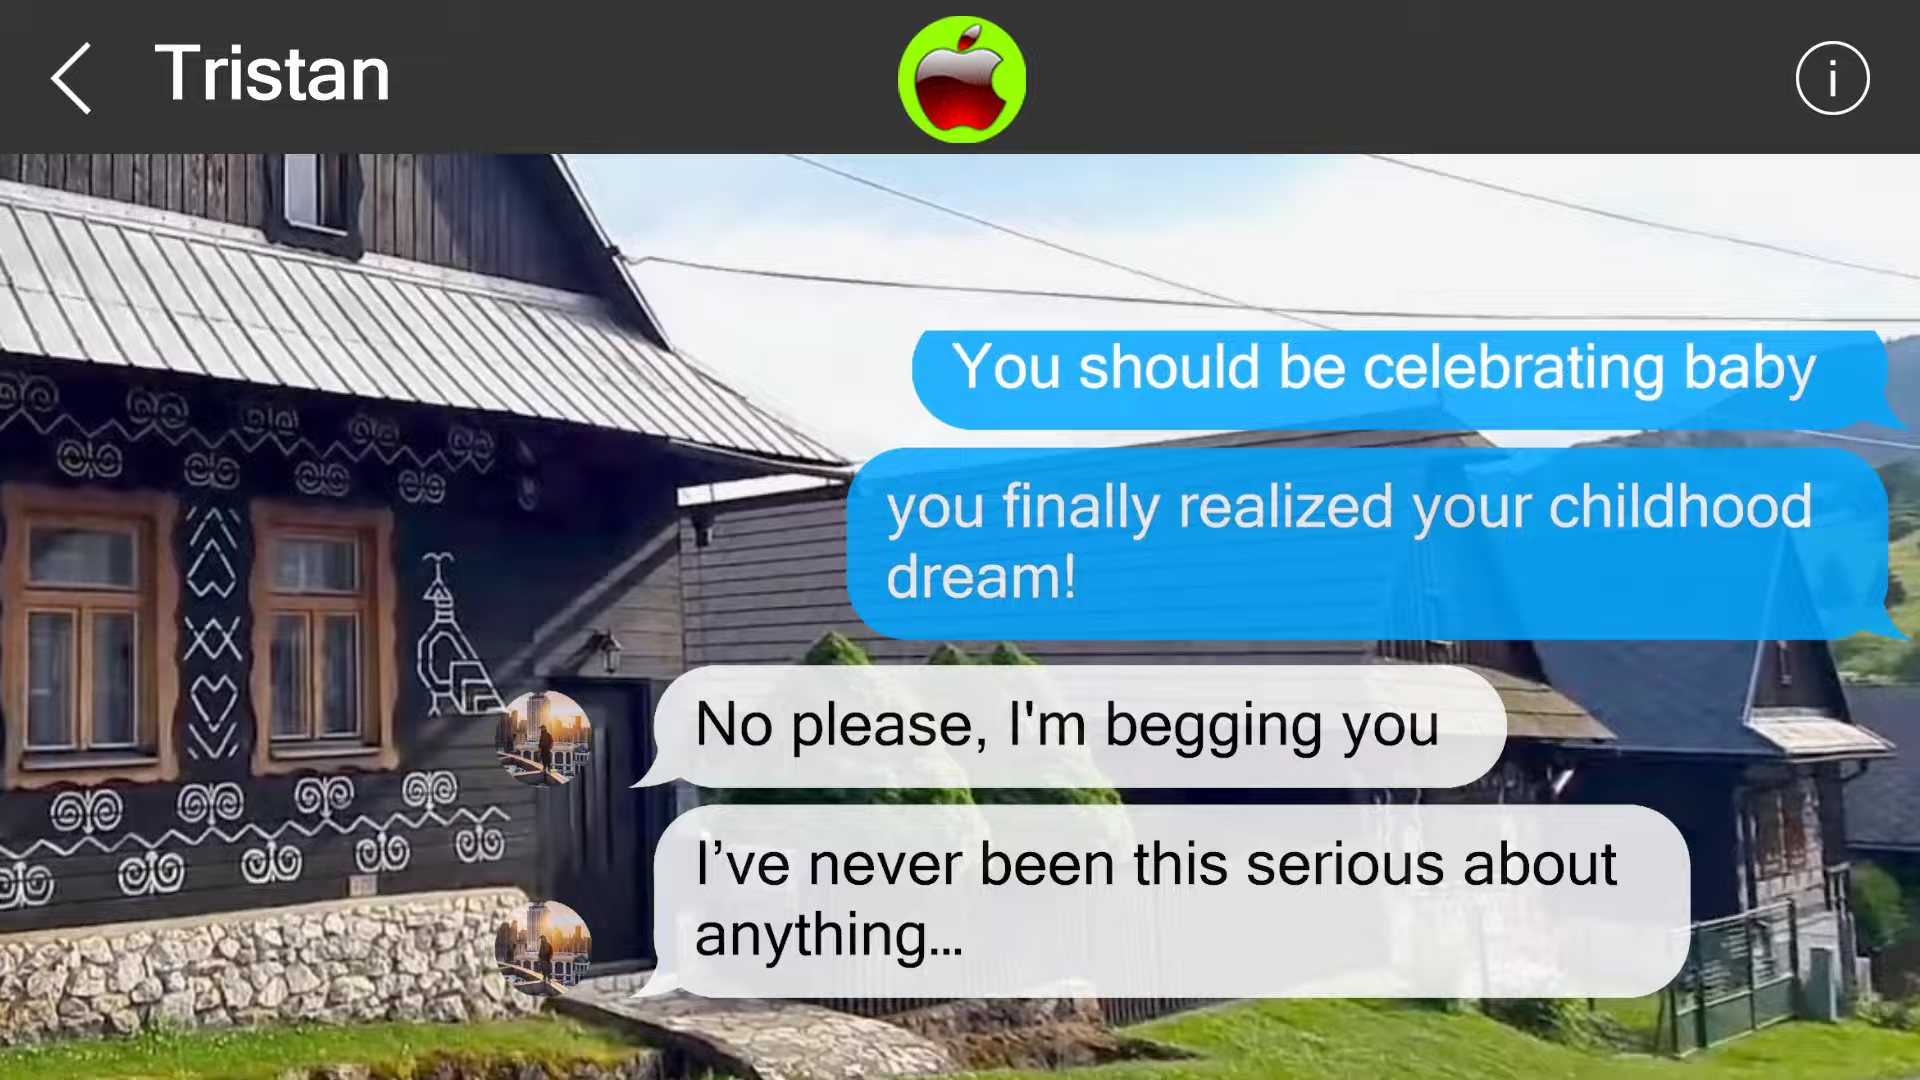 Tristan
i
You should be celebrating baby
you finally realized your childhood
dream!
No please, I'm begging you
I’ve never been this serious about
anything...